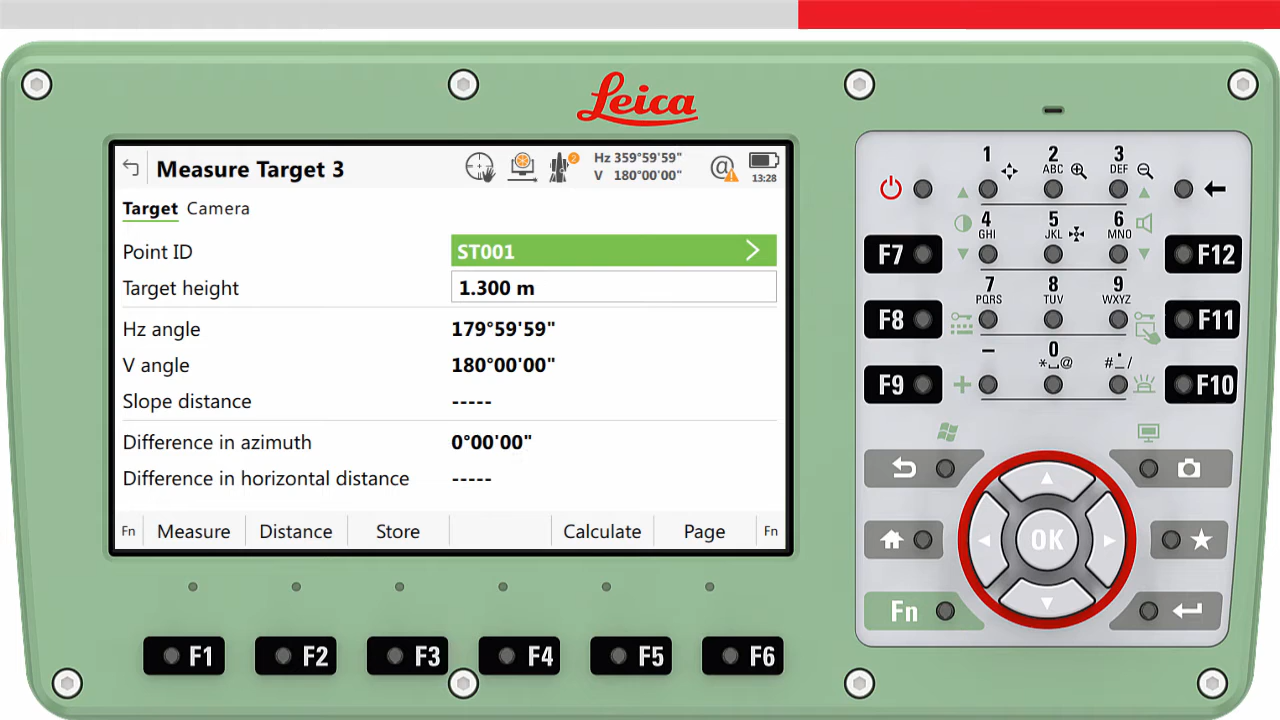 Leica
Measure Target 3
2
Hz 359°59'59"
V 180°00'00"
@
13:28
Target Camera
Point ID ST001
Target height 1.300 m
Hz angle 179°59'59"
V angle 180°00'00"
Slope distance -----
Difference in azimuth 0°00'00"
Difference in horizontal distance -----
Fn Measure Distance Store Calculate Page Fn
F1 F2 F3 F4 F5 F6
1 2 3
ABC DEF
4 5 6
GHI JKL MNO
F7 F12
7 8 9
PQRS TUV WXYZ
F8 F11
– 0 .
*␣@ #_/
F9 + F10
OK
Fn